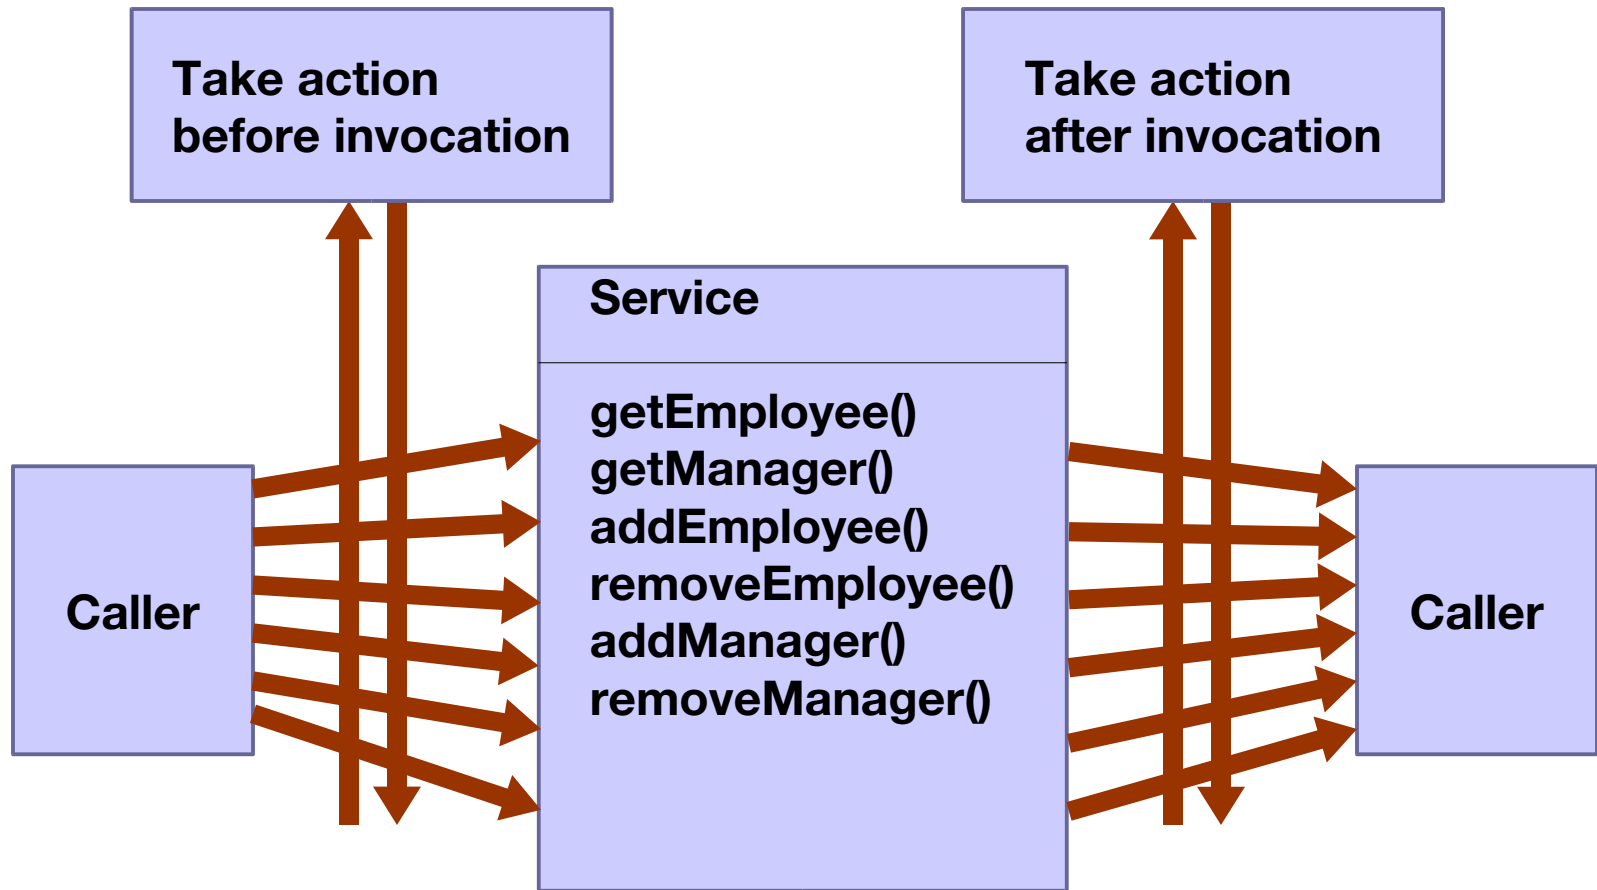 Take action
before invocation
Take action
after invocation
Service
getEmployee()
getManager()
addEmployee()
removeEmployee()
addManager()
removeManager()
Caller
Caller